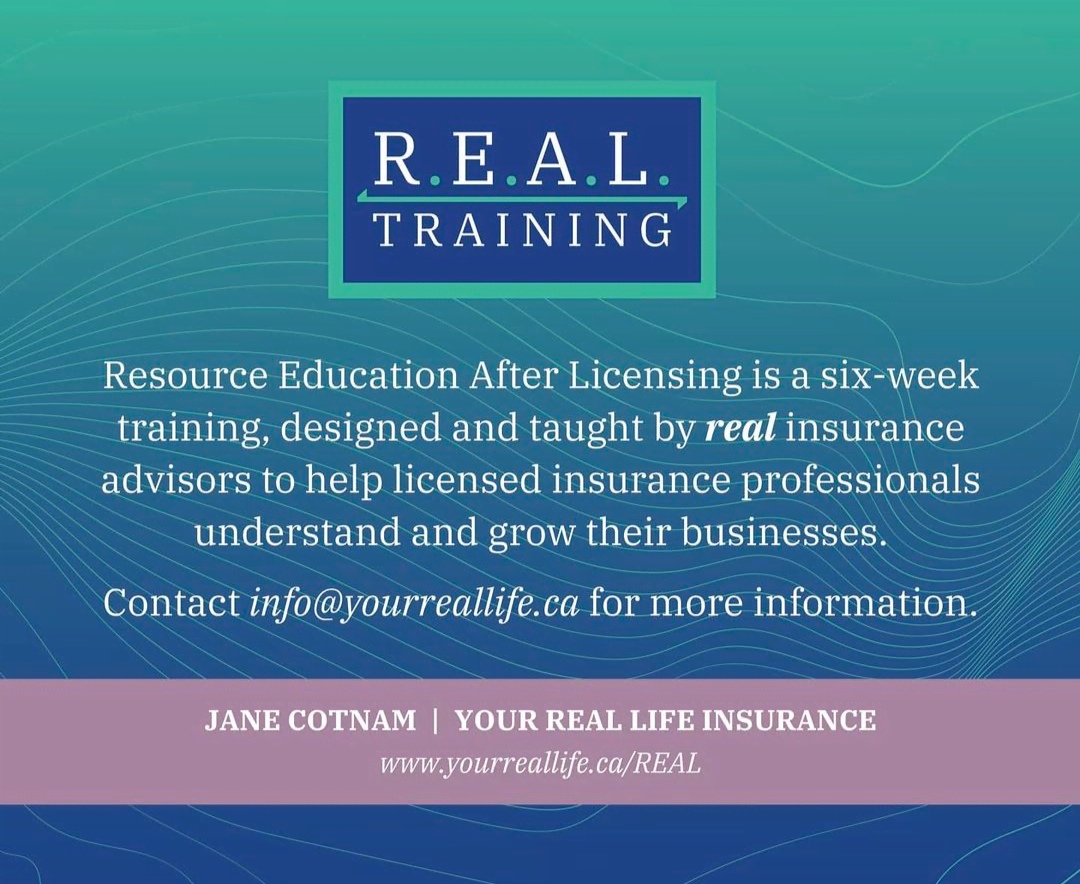 R.E.A.L.
TRAINING
Resource Education After Licensing is a six-week
training, designed and taught by real insurance
advisors to help licensed insurance professionals
understand and grow their businesses.
Contact info@yourreallife.ca for more information.
JANE COTNAM | YOUR REAL LIFE INSURANCE
www.yourreallife.ca/REAL